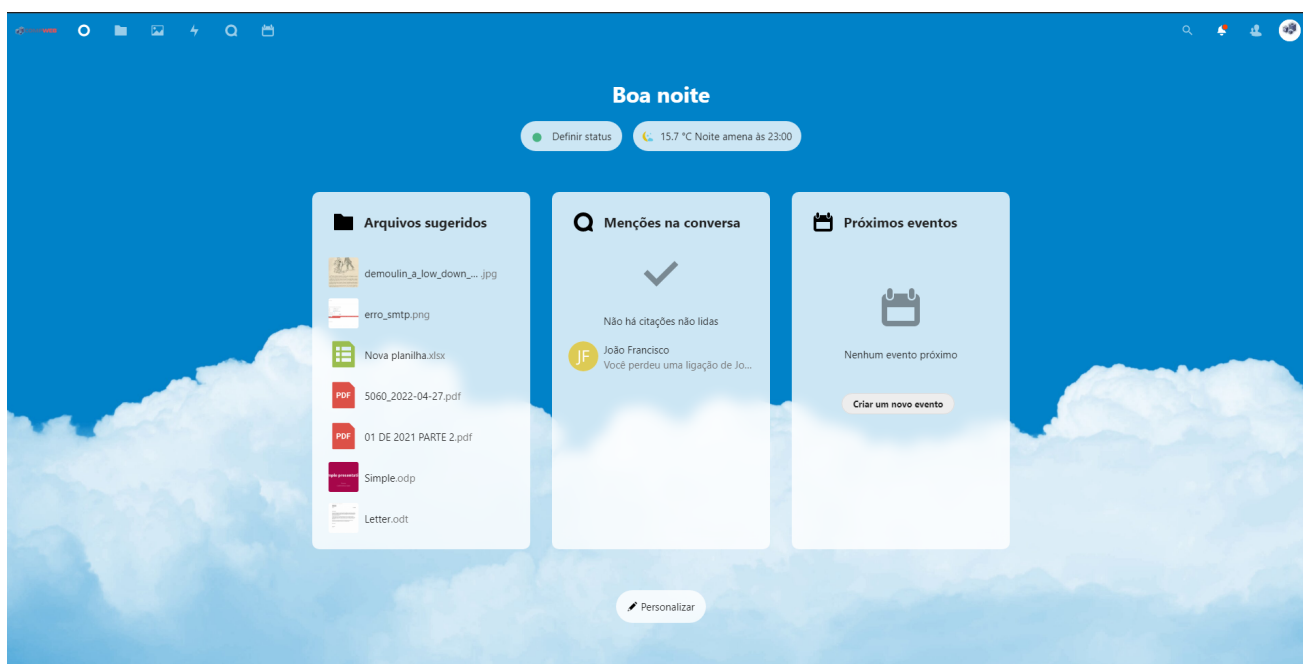 Boa noite
Definir status
15.7 °C Noite amena às 23:00
Arquivos sugeridos
demoulin_a_low_down_... .jpg
erro_smtp.png
Nova planilha.xlsx
PDF
5060_2022-04-27.pdf
PDF
01 DE 2021 PARTE 2.pdf
Simple.odp
Letter.odt
Menções na conversa
Não há citações não lidas
JF
João Francisco
Você perdeu uma ligação de Jo...
Próximos eventos
Nenhum evento próximo
Criar um novo evento
Personalizar